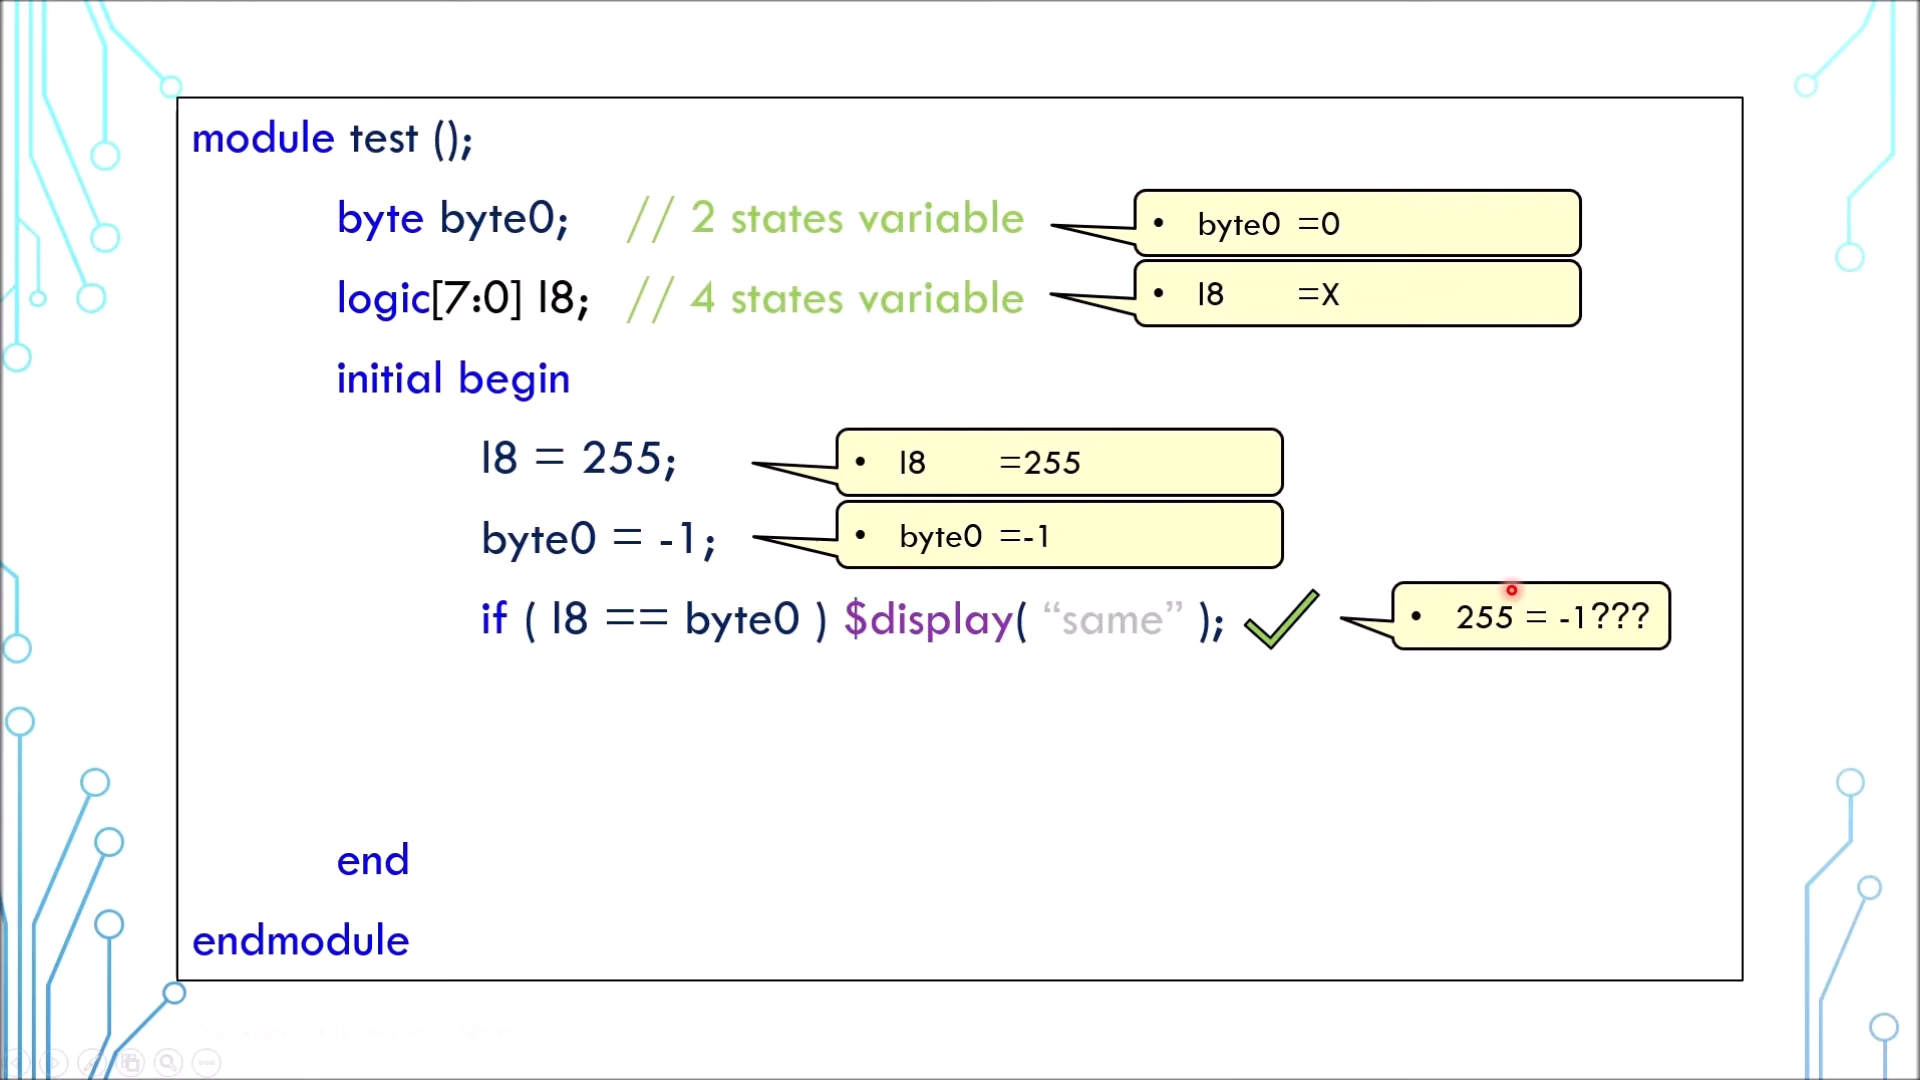 module test ();
byte byte0; // 2 states variable
• byte0 =0
logic[7:0] l8; // 4 states variable
• l8 =X
initial begin
l8 = 255;
• l8 =255
byte0 = -1;
• byte0 =-1
if ( l8 == byte0 ) $display( “same” );
• 255 = -1???
end
endmodule